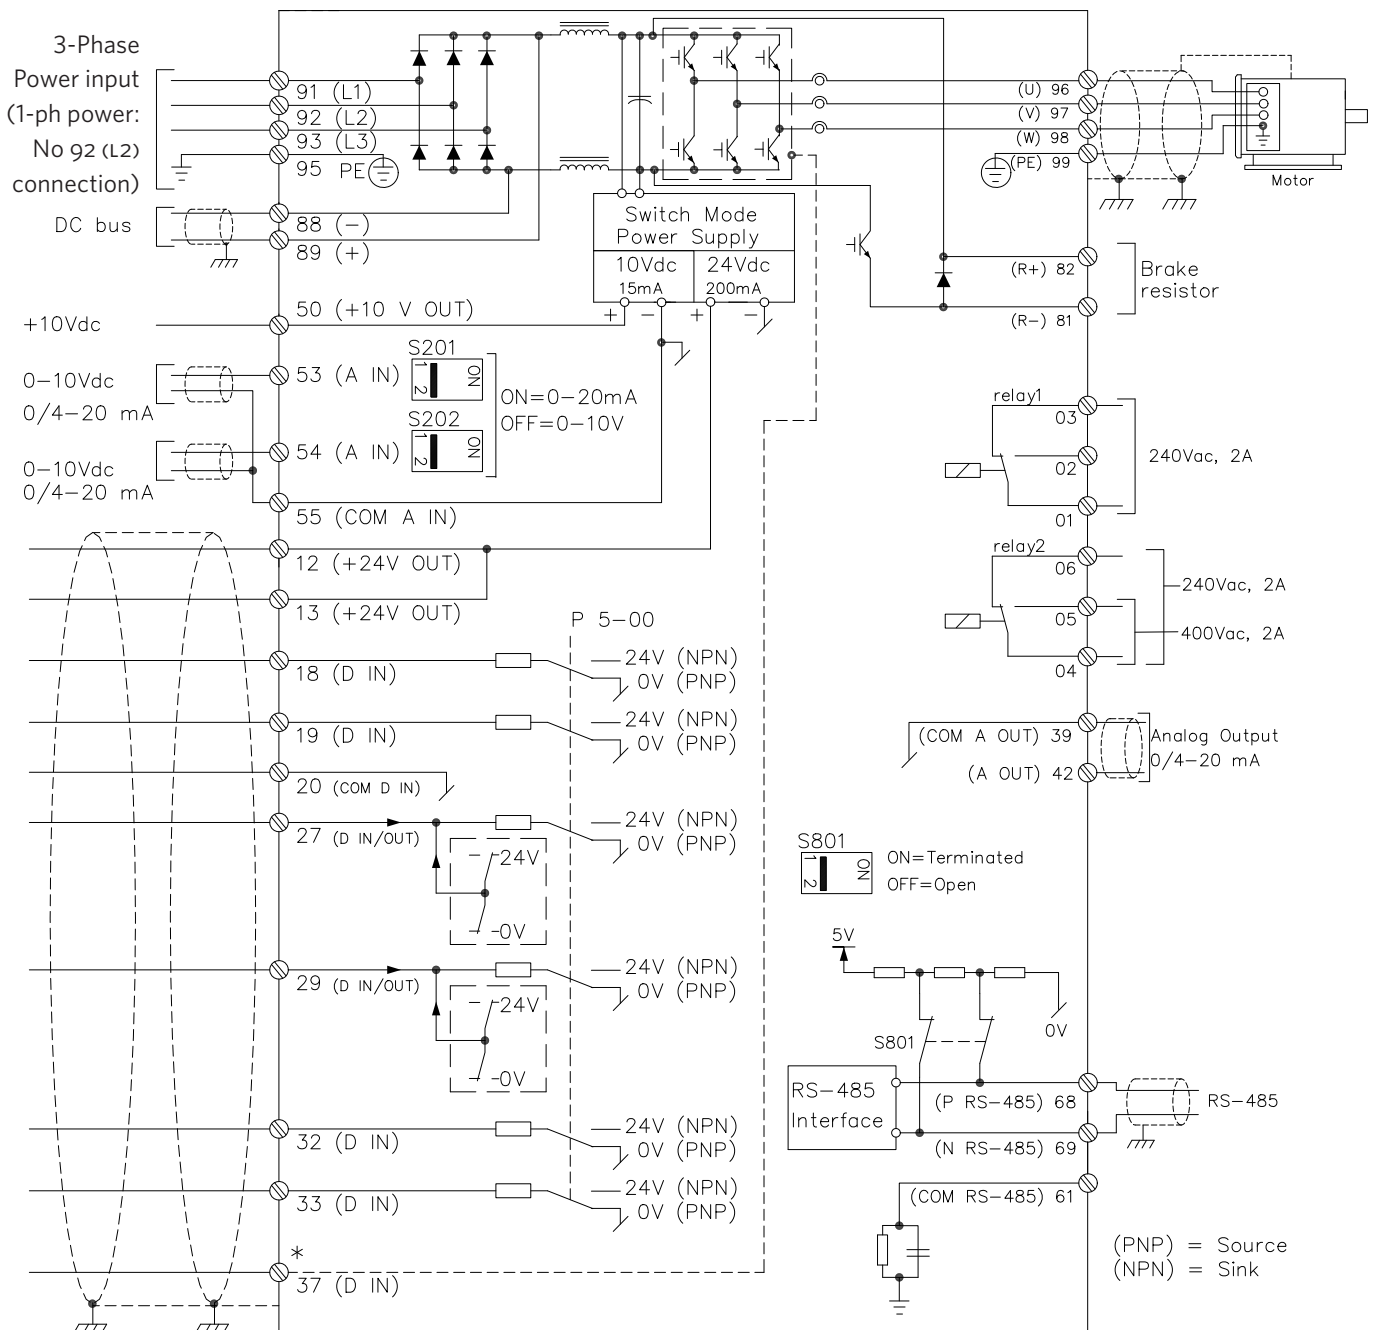 3-Phase
Power input
(1-ph power:
No 92 (L2)
connection)
91 (L1)
92 (L2)
93 (L3)
95 PE
DC bus
88 (-)
89 (+)
+10Vdc
50 (+10 V OUT)
0-10Vdc
0/4-20 mA
53 (A IN)
S201
1 2
ON
ON=0-20mA
OFF=0-10V
S202
1 2
ON
0-10Vdc
0/4-20 mA
54 (A IN)
55 (COM A IN)
12 (+24V OUT)
13 (+24V OUT)
P 5-00
18 (D IN)
24V (NPN)
0V (PNP)
19 (D IN)
24V (NPN)
0V (PNP)
20 (COM D IN)
27 (D IN/OUT)
24V (NPN)
0V (PNP)
24V
0V
29 (D IN/OUT)
24V (NPN)
0V (PNP)
24V
0V
32 (D IN)
24V (NPN)
0V (PNP)
33 (D IN)
24V (NPN)
0V (PNP)
*
37 (D IN)
Switch Mode
Power Supply
10Vdc
15mA
24Vdc
200mA
+ - + -
(U) 96
(V) 97
(W) 98
(PE) 99
Motor
(R+) 82
(R-) 81
Brake
resistor
relay1
03
02
01
240Vac, 2A
relay2
06
05
04
240Vac, 2A
400Vac, 2A
(COM A OUT) 39
(A OUT) 42
Analog Output
0/4-20 mA
S801
1 2
ON
ON=Terminated
OFF=Open
5V
0V
S801
RS-485
Interface
(P RS-485) 68
(N RS-485) 69
(COM RS-485) 61
RS-485
(PNP) = Source
(NPN) = Sink